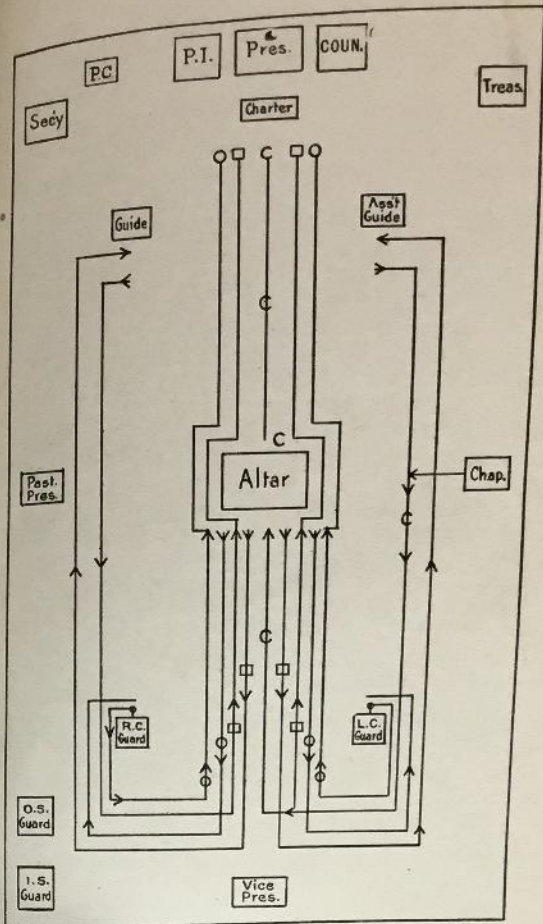 P.C.
P.I.
Pres.
COUN.
Treas.
Sec'y
Charter
C
Guide
Ass't
Guide
C
C
Altar
Past.
Pres.
Chap.
C
C
R.C.
Guard
L.C.
Guard
O.S.
Guard
I.S.
Guard
Vice
Pres.